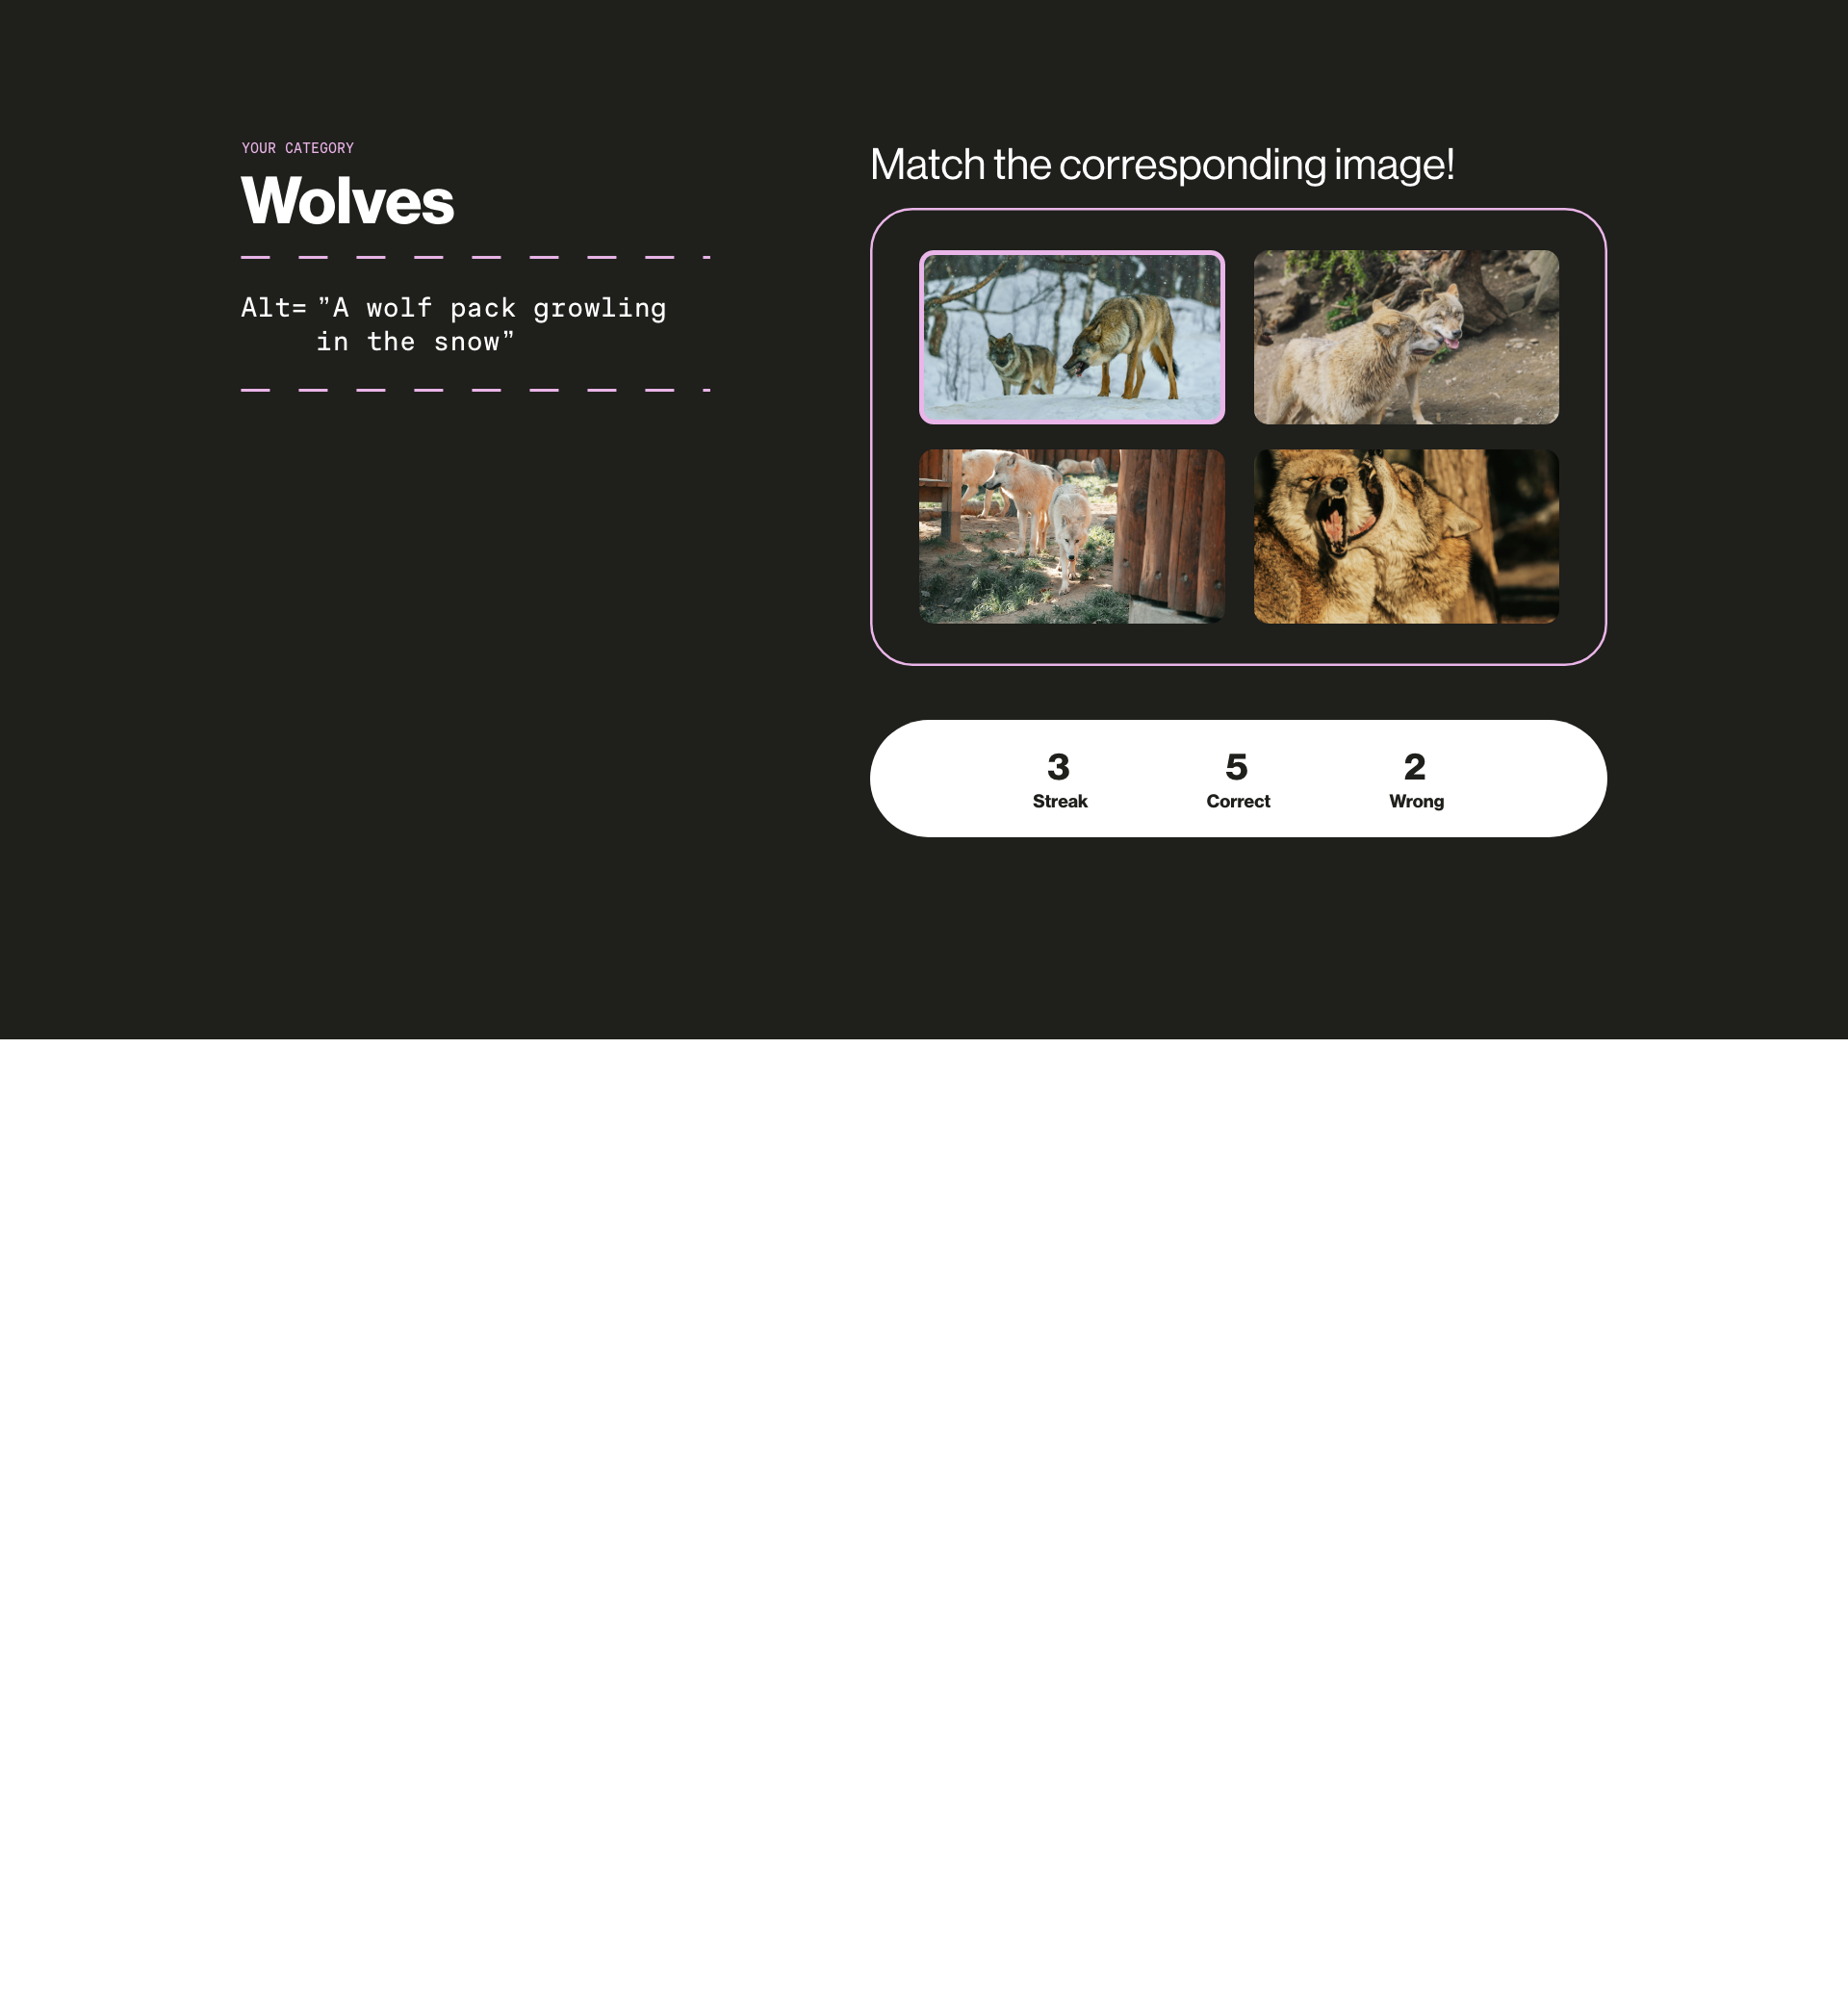 YOUR CATEGORY
Wolves
Alt= ”A wolf pack growling
in the snow”
Match the corresponding image!
3
Streak
5
Correct
2
Wrong